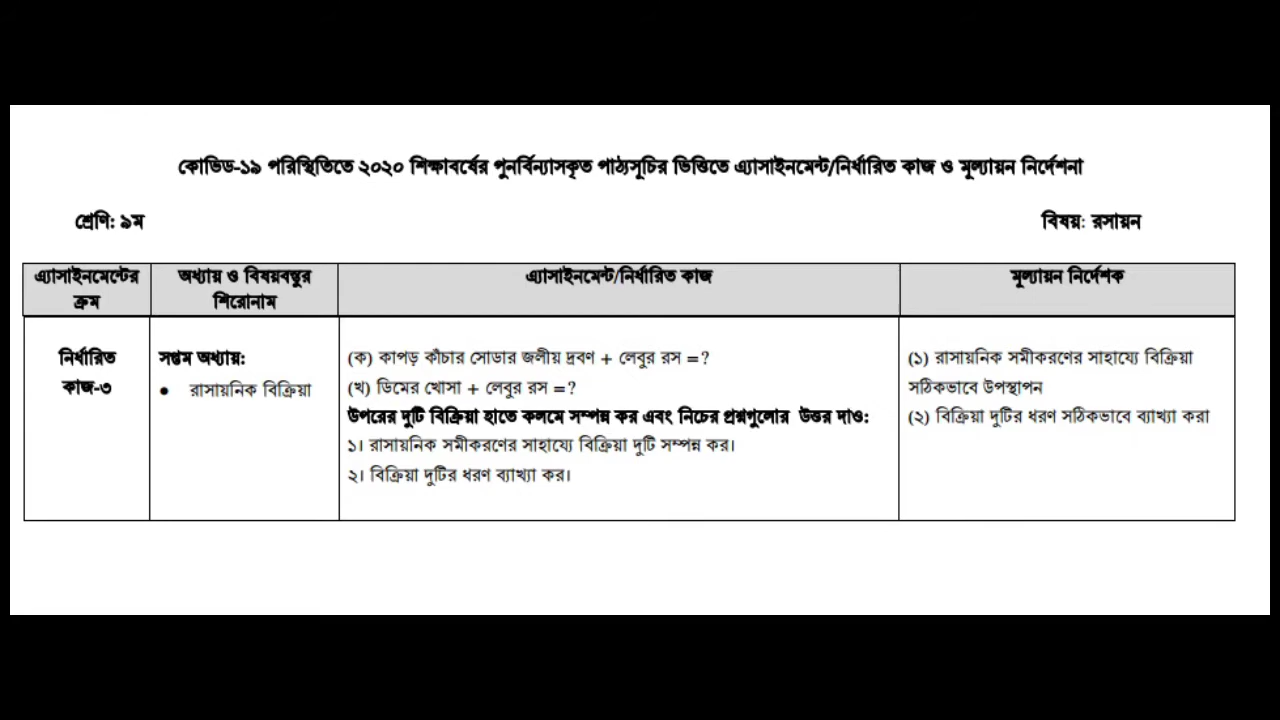 কোভিড-১৯ পরিস্থিতিতে ২০২০ শিক্ষাবর্ষের পুনর্বিন্যাসকৃত পাঠ্যসূচির ভিত্তিতে এ্যাসাইনমেন্ট/নির্ধারিত কাজ ও মূল্যায়ন নির্দেশনা
শ্রেণি: ৯ম
বিষয়: রসায়ন
এ্যাসাইনমেন্টের
ক্রম
অধ্যায় ও বিষয়বস্তুর
শিরোনাম
এ্যাসাইনমেন্ট/নির্ধারিত কাজ
মূল্যায়ন নির্দেশক
নির্ধারিত
কাজ-৩
সপ্তম অধ্যায়:
• রাসায়নিক বিক্রিয়া
(ক) কাপড় কাঁচার সোডার জলীয় দ্রবণ + লেবুর রস =?
(খ) ডিমের খোসা + লেবুর রস =?
উপরের দুটি বিক্রিয়া হাতে কলমে সম্পন্ন কর এবং নিচের প্রশ্নগুলোর উত্তর দাও:
১। রাসায়নিক সমীকরণের সাহায্যে বিক্রিয়া দুটি সম্পন্ন কর।
২। বিক্রিয়া দুটির ধরণ ব্যাখ্যা কর।
(১) রাসায়নিক সমীকরণের সাহায্যে বিক্রিয়া
সঠিকভাবে উপস্থাপন
(২) বিক্রিয়া দুটির ধরণ সঠিকভাবে ব্যাখ্যা করা